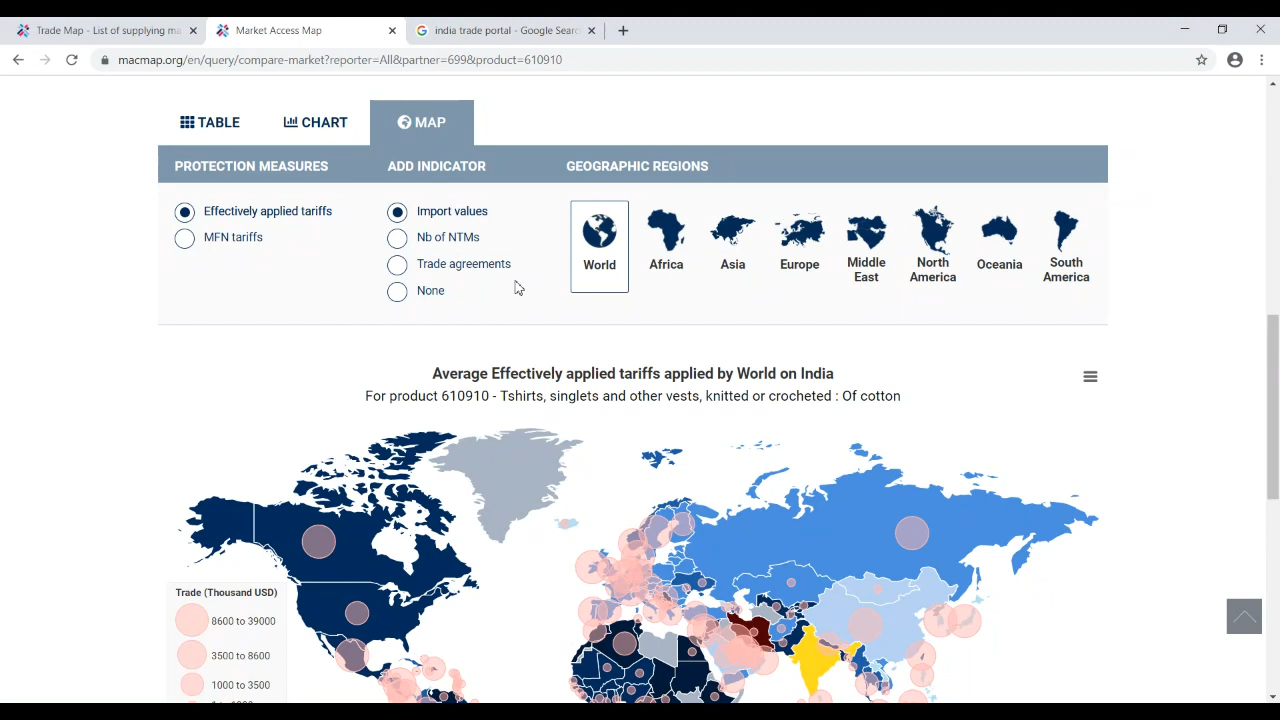 Trade Map - List of supplying ma
Market Access Map
india trade portal - Google Searc
macmap.org/en/query/compare-market?reporter=All&partner=699&product=610910
TABLE
CHART
MAP
PROTECTION MEASURES
ADD INDICATOR
GEOGRAPHIC REGIONS
Effectively applied tariffs
MFN tariffs
Import values
Nb of NTMs
Trade agreements
None
World
Africa
Asia
Europe
Middle
East
North
America
Oceania
South
America
Average Effectively applied tariffs applied by World on India
For product 610910 - Tshirts, singlets and other vests, knitted or crocheted : Of cotton
Trade (Thousand USD)
8600 to 39000
3500 to 8600
1000 to 3500